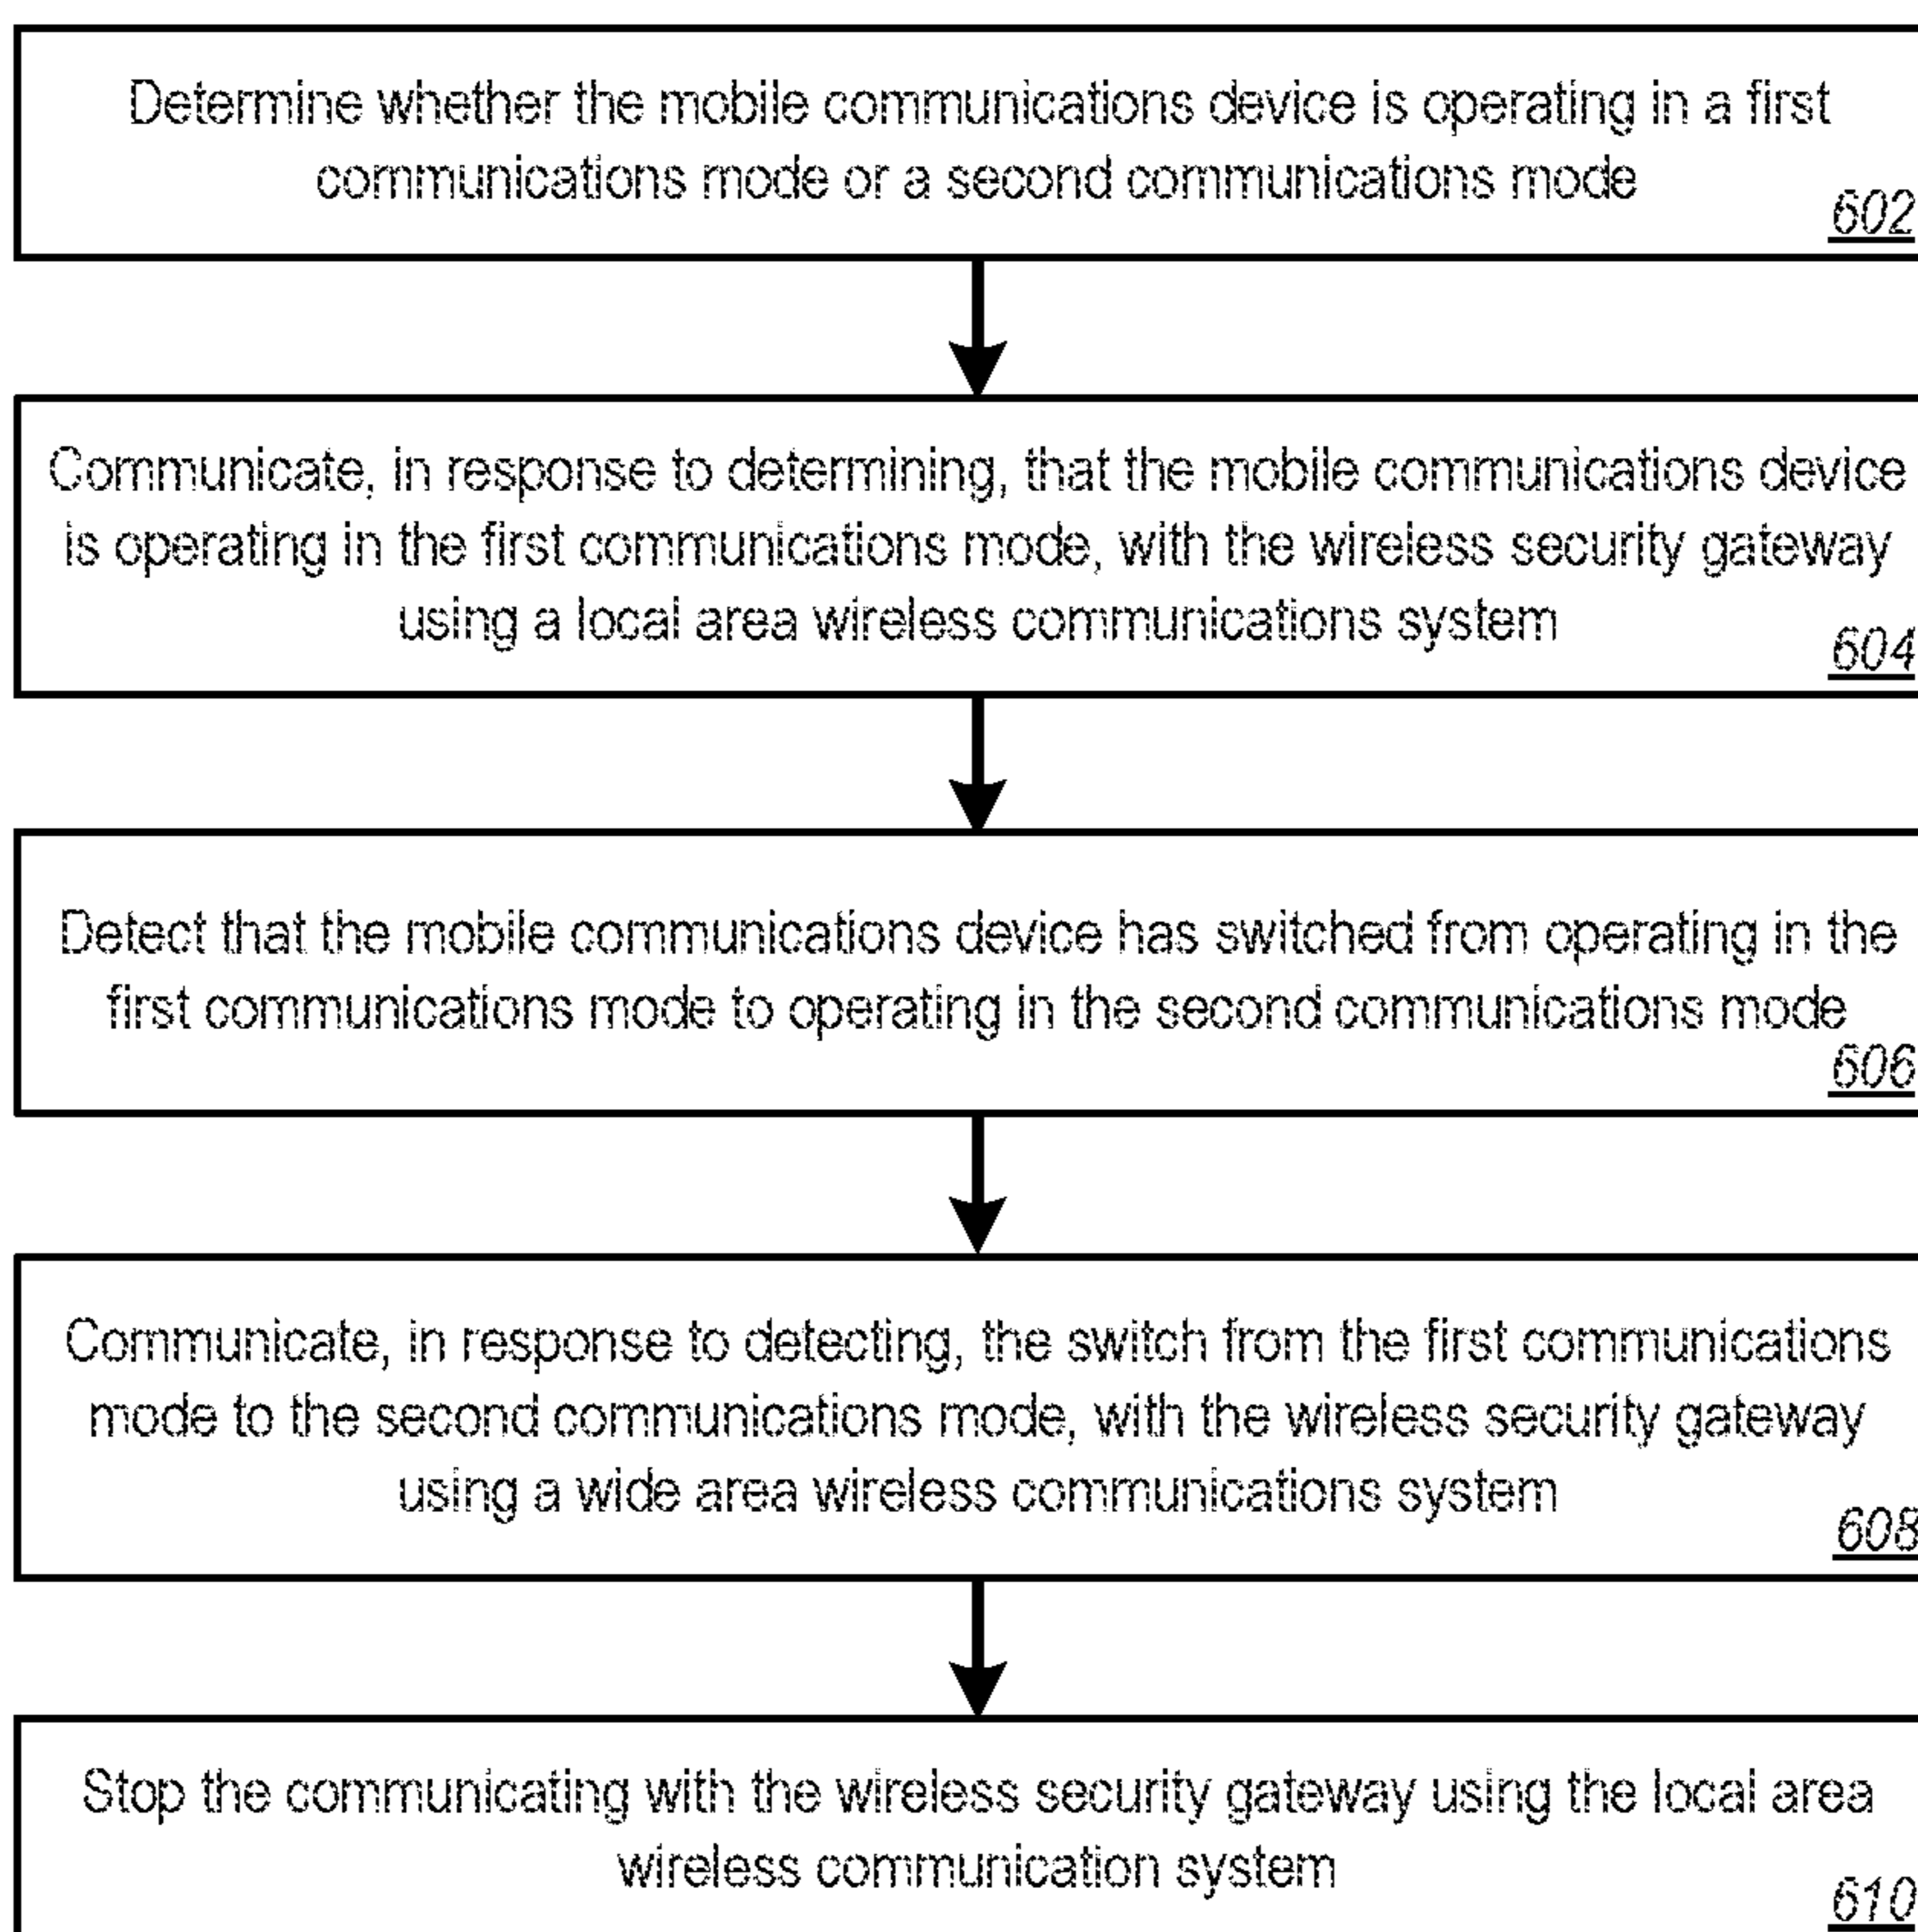 Determine whether the mobile communications device is operating in a first
communications mode or a second communications mode
602
Communicate, in response to determining, that the mobile communications device
is operating in the first communications mode, with the wireless security gateway
using a local area wireless communications system
604
Detect that the mobile communications device has switched from operating in the
first communications mode to operating in the second communications mode
606
Communicate, in response to detecting, the switch from the first communications
mode to the second communications mode, with the wireless security gateway
using a wide area wireless communications system
608
Stop the communicating with the wireless security gateway using the local area
wireless communication system
610